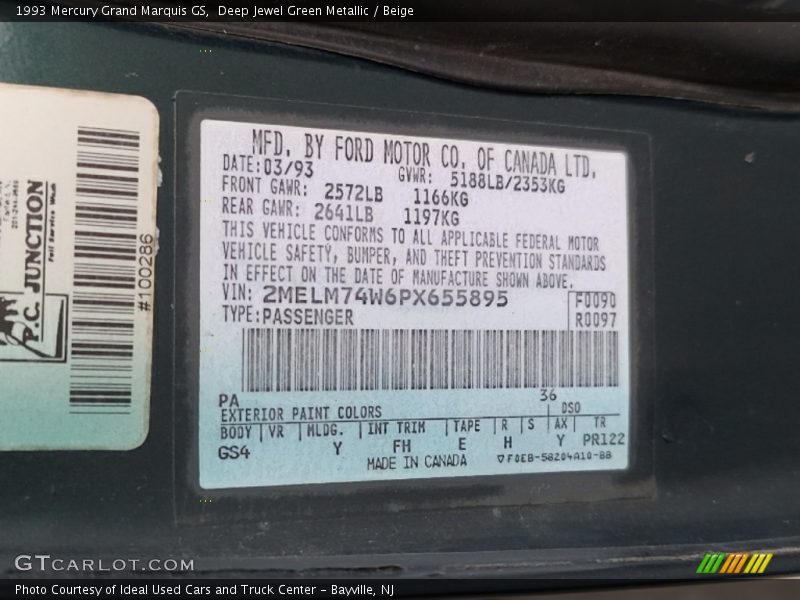 1993 Mercury Grand Marquis GS, Deep Jewel Green Metallic / Beige
MFD. BY FORD MOTOR CO. OF CANADA LTD.
DATE: 03/93 GVWR: 5188LB/2353KG
FRONT GAWR: 2572LB 1166KG
REAR GAWR: 2641LB 1197KG
THIS VEHICLE CONFORMS TO ALL APPLICABLE FEDERAL MOTOR
VEHICLE SAFETY, BUMPER, AND THEFT PREVENTION STANDARDS
IN EFFECT ON THE DATE OF MANUFACTURE SHOWN ABOVE.
VIN: 2MELM74W6PX655895 F0090
TYPE: PASSENGER R0097
PA 36
EXTERIOR PAINT COLORS DSO
BODY VR MLDG. INT TRIM TAPE R S AX TR
GS4 Y FH E H Y PR122
MADE IN CANADA ▽F0EB-58204A10-BB
P.C. JUNCTION
Full Service Wash
#100286
GTCARLOT.COM
Photo Courtesy of Ideal Used Cars and Truck Center - Bayville, NJ